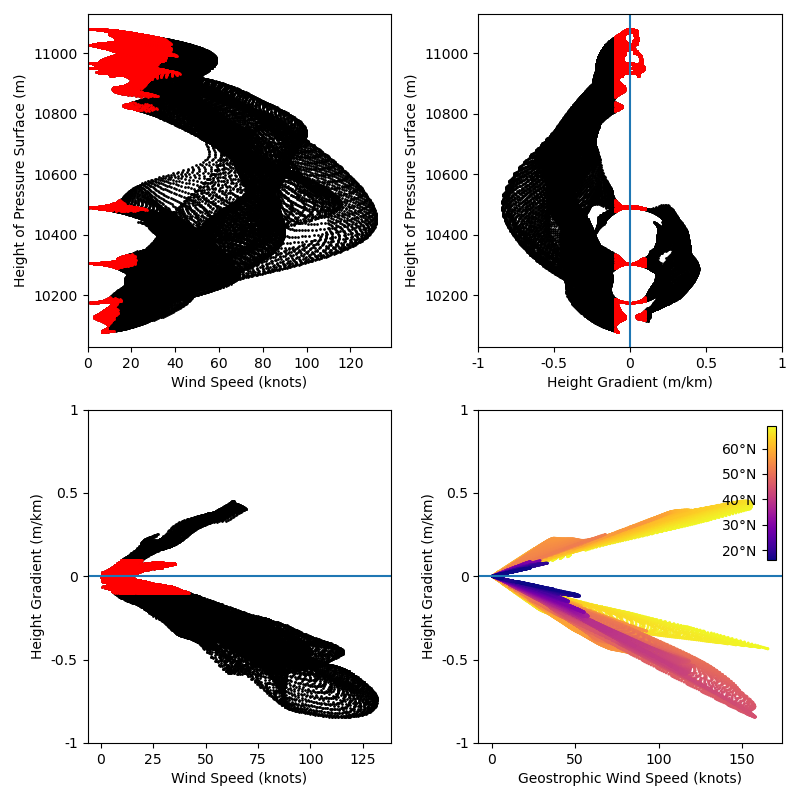 Height of Pressure Surface (m)
11000
10800
10600
10400
10200
0 20 40 60 80 100 120
Wind Speed (knots)
Height of Pressure Surface (m)
11000
10800
10600
10400
10200
-1 -0.5 0 0.5 1
Height Gradient (m/km)
Height Gradient (m/km)
1
0.5
0
-0.5
-1
0 25 50 75 100 125
Wind Speed (knots)
Height Gradient (m/km)
1
0.5
0
-0.5
-1
0 50 100 150
Geostrophic Wind Speed (knots)
60°N
50°N
40°N
30°N
20°N